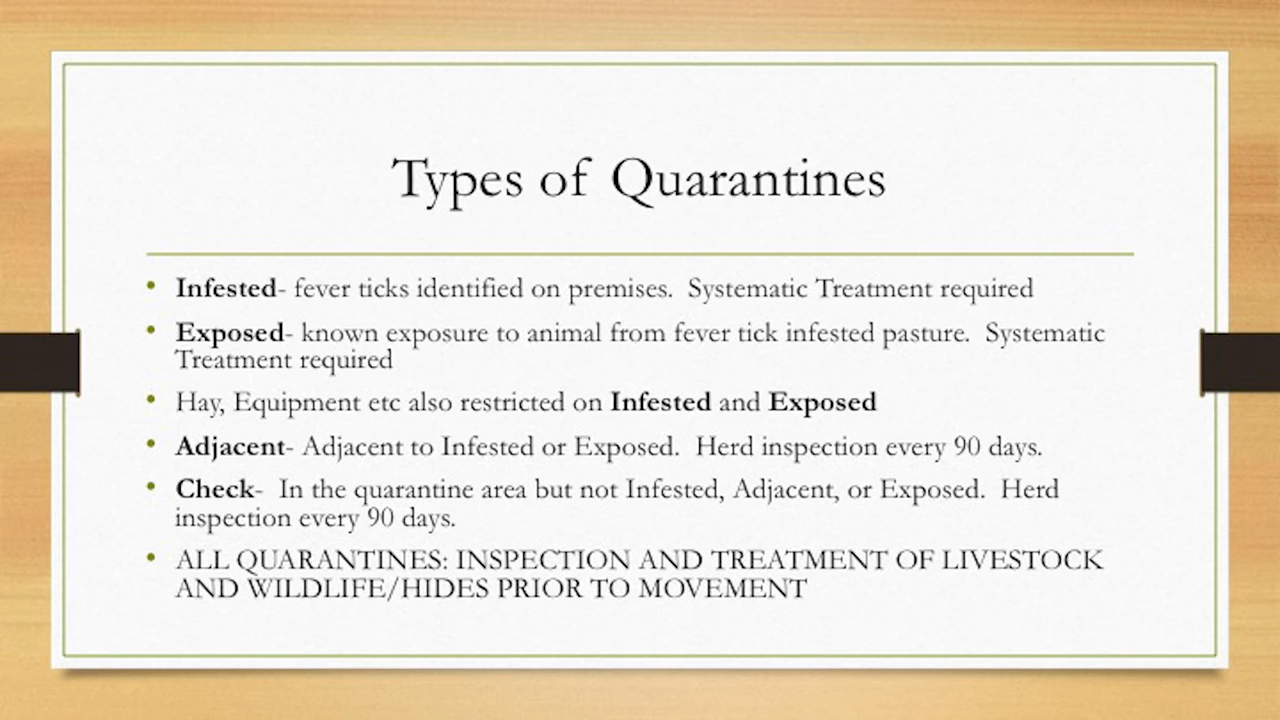 Types of Quarantines
• Infested- fever ticks identified on premises.  Systematic Treatment required
• Exposed- known exposure to animal from fever tick infested pasture.  Systematic
Treatment required
• Hay, Equipment etc also restricted on Infested and Exposed
• Adjacent- Adjacent to Infested or Exposed.  Herd inspection every 90 days.
• Check-  In the quarantine area but not Infested, Adjacent, or Exposed.  Herd
inspection every 90 days.
• ALL QUARANTINES: INSPECTION AND TREATMENT OF LIVESTOCK
AND WILDLIFE/HIDES PRIOR TO MOVEMENT